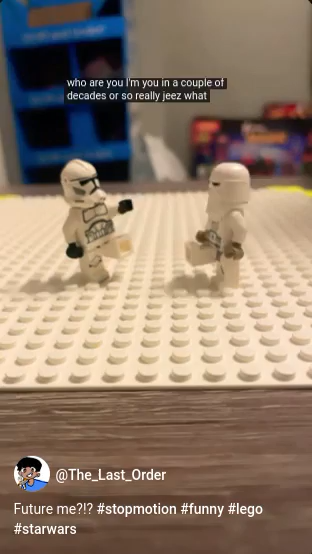 who are you I'm you in a couple of
decades or so really jeez what
@The_Last_Order
Future me?!? #stopmotion #funny #lego
#starwars